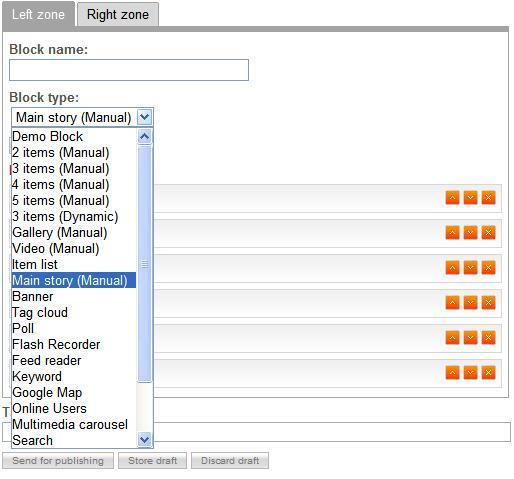 Left zone
Right zone
Block name:
Block type:
Main story (Manual)
Demo Block
2 items (Manual)
3 items (Manual)
4 items (Manual)
5 items (Manual)
3 items (Dynamic)
Gallery (Manual)
Video (Manual)
Item list
Main story (Manual)
Banner
Tag cloud
Poll
Flash Recorder
Feed reader
Keyword
Google Map
Online Users
Multimedia carousel
Search
Send for publishing
Store draft
Discard draft